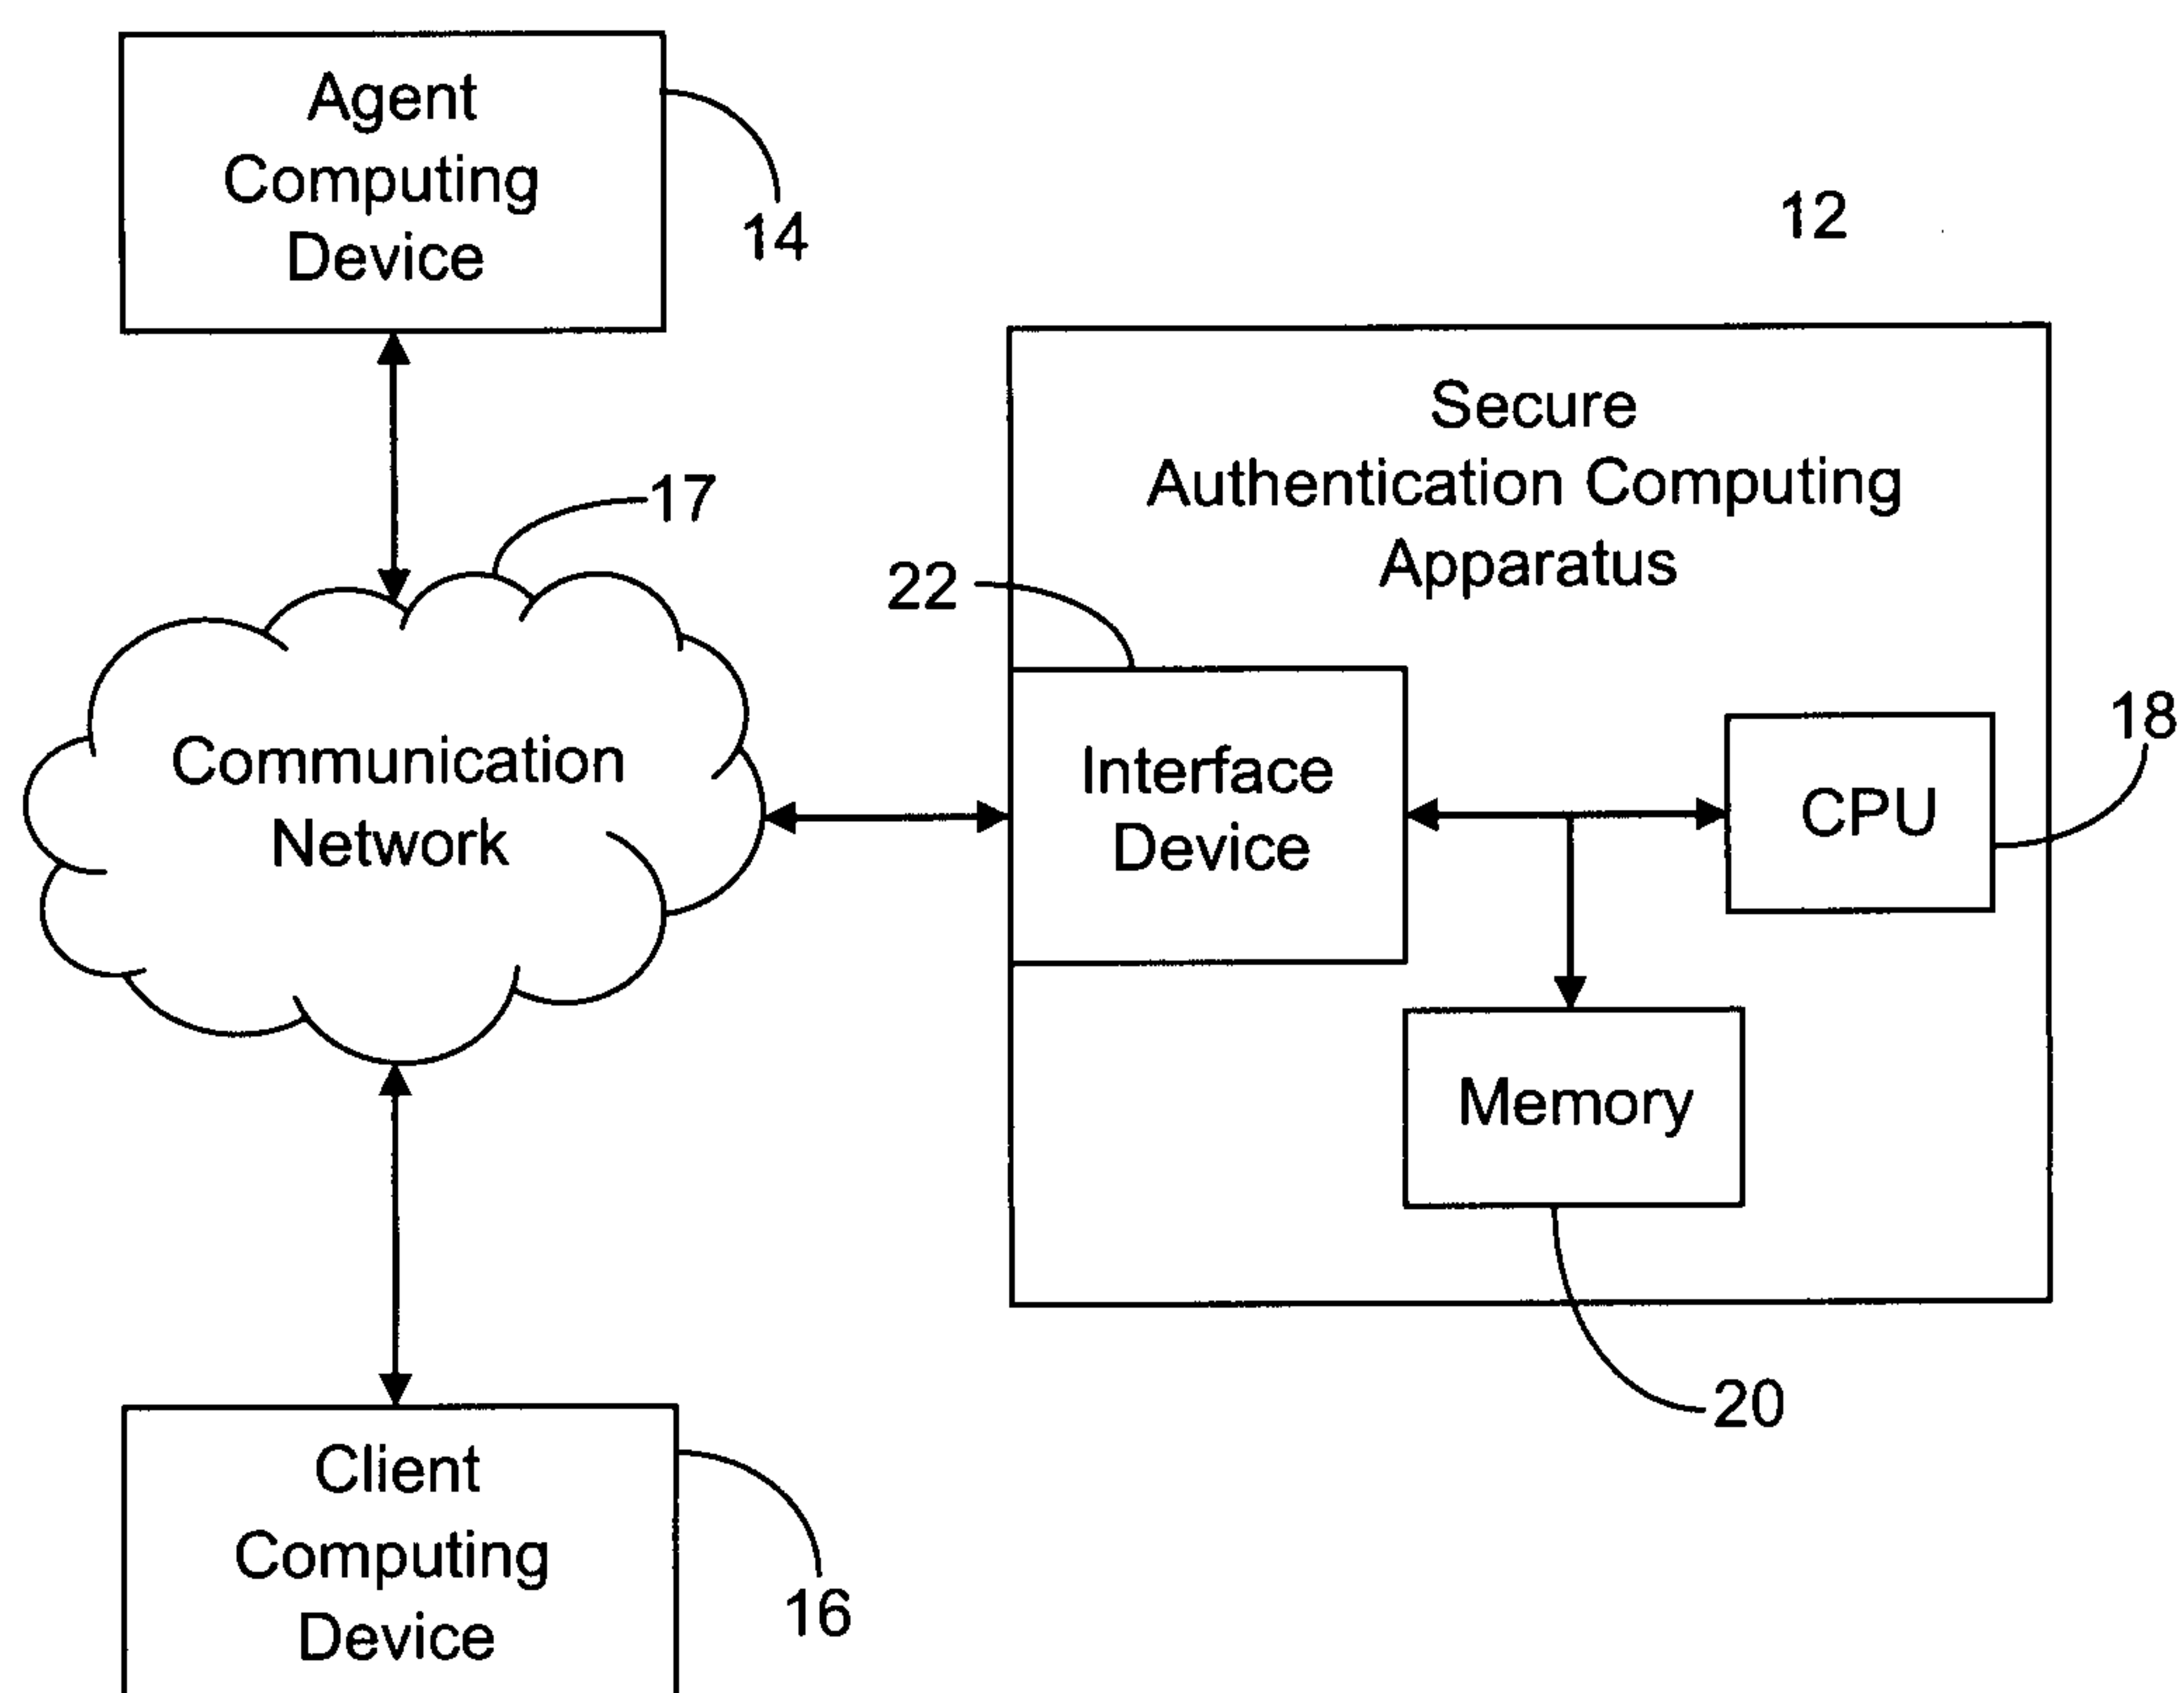 Agent
Computing
Device
14
12
17
Secure
Authentication Computing
Apparatus
22
Communication
Network
Interface
Device
CPU
18
Memory
20
Client
Computing
Device
16